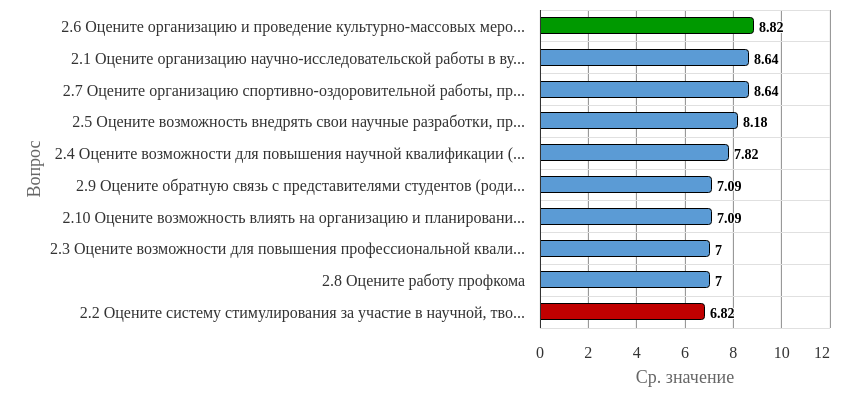 2.6 Оцените организацию и проведение культурно-массовых меро... 8.82
2.1 Оцените организацию научно-исследовательской работы в ву... 8.64
2.7 Оцените организацию спортивно-оздоровительной работы, пр... 8.64
2.5 Оцените возможность внедрять свои научные разработки, пр... 8.18
2.4 Оцените возможности для повышения научной квалификации (... 7.82
2.9 Оцените обратную связь с представителями студентов (роди... 7.09
2.10 Оцените возможность влиять на организацию и планировани... 7.09
2.3 Оцените возможности для повышения профессиональной квали... 7
2.8 Оцените работу профкома 7
2.2 Оцените систему стимулирования за участие в научной, тво... 6.82
Вопрос
0 2 4 6 8 10 12
Ср. значение